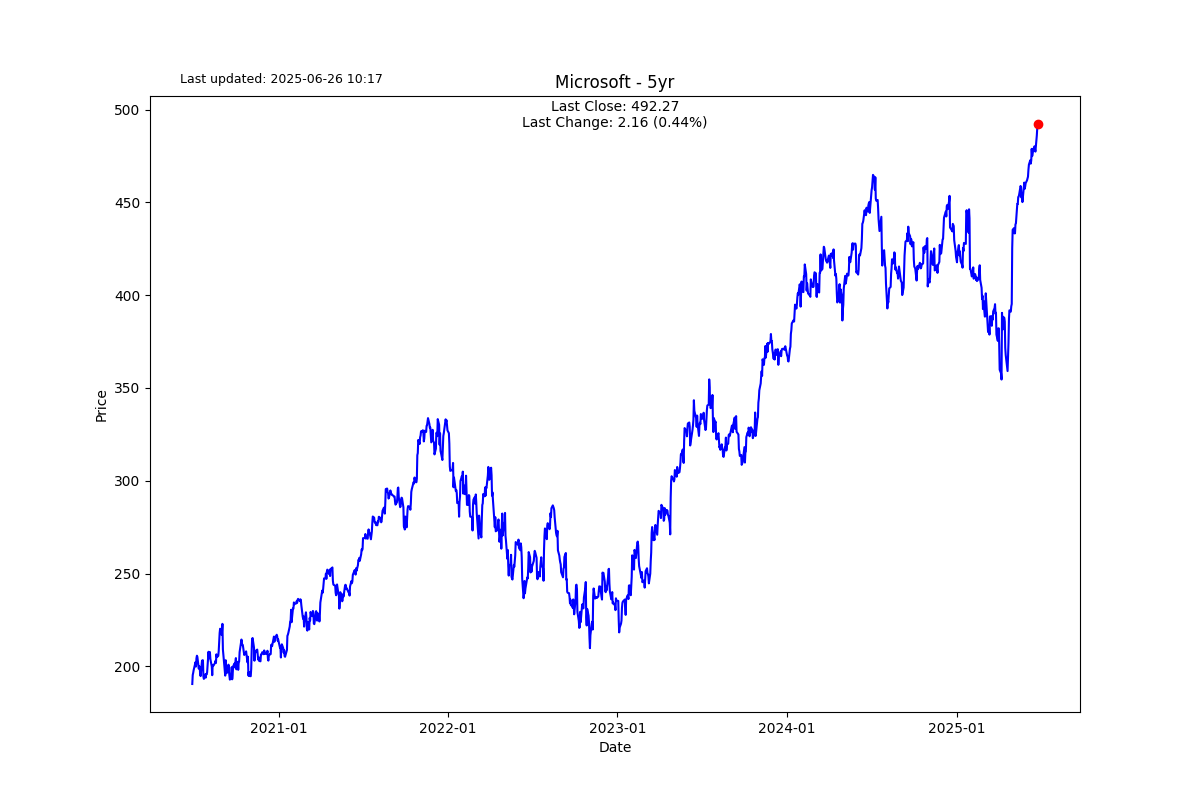 Last updated: 2025-06-26 10:17
Microsoft - 5yr
Last Close: 492.27
Last Change: 2.16 (0.44%)
500
450
400
350
300
250
200
Price
2021-01
2022-01
2023-01
2024-01
2025-01
Date